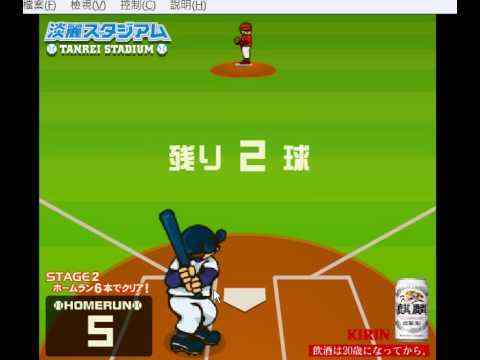 檔案(F) 檢視(V) 控制(C) 說明(H)
淡麗スタジアム
TANREI STADIUM
残り 2 球
STAGE 2
ホームラン6本でクリア!
HOMERUN
5
麒麟
KIRIN
飲酒は20歳になってから。